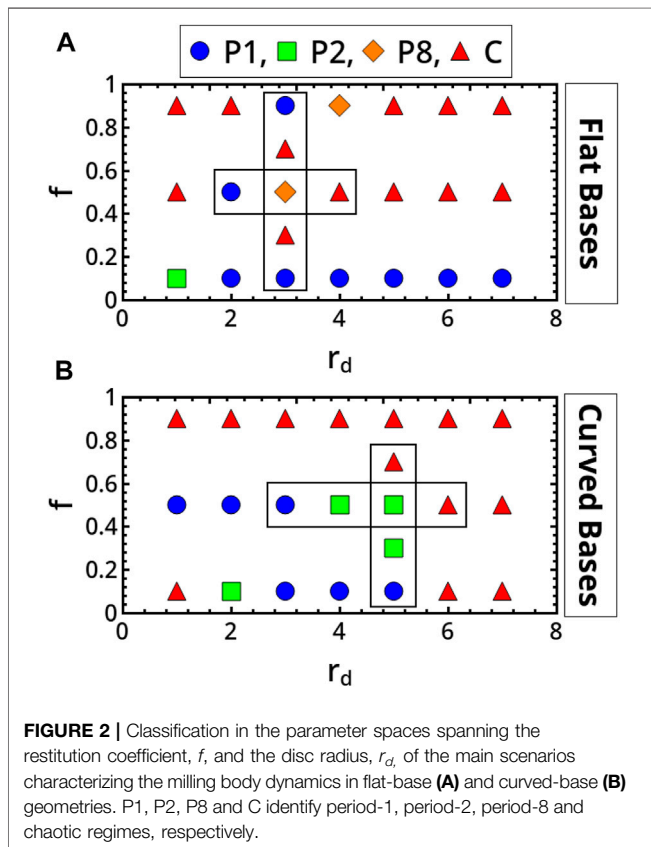 A
P1, P2, P8, C
1
0.8
0.6
0.4
0.2
0
f
0 2 4 6 8
r_d
Flat Bases
B
1
0.8
0.6
0.4
0.2
0
f
0 2 4 6 8
r_d
Curved Bases
FIGURE 2 | Classification in the parameter spaces spanning the
restitution coefficient, f, and the disc radius, r_d, of the main scenarios
characterizing the milling body dynamics in flat-base (A) and curved-base (B)
geometries. P1, P2, P8 and C identify period-1, period-2, period-8 and
chaotic regimes, respectively.